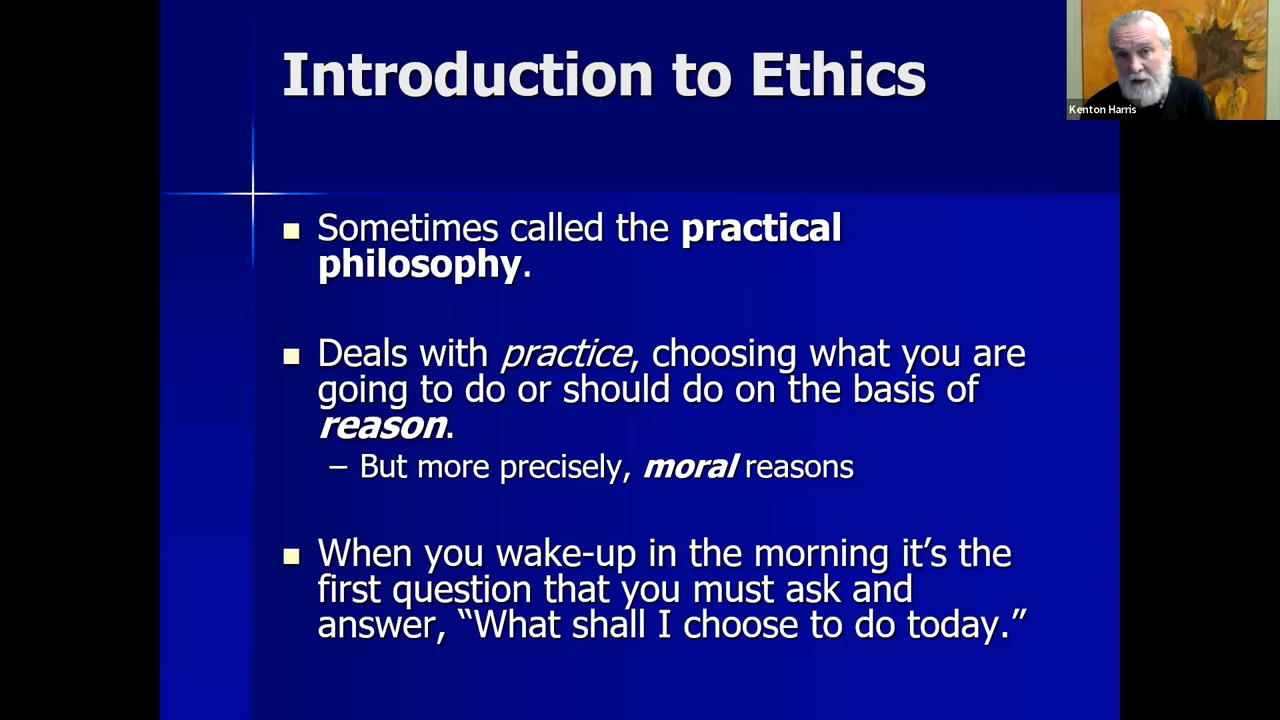 Introduction to Ethics
Kenton Harris
■ Sometimes called the practical
philosophy.
■ Deals with practice, choosing what you are
going to do or should do on the basis of
reason.
– But more precisely, moral reasons
■ When you wake-up in the morning it’s the
first question that you must ask and
answer, “What shall I choose to do today.”